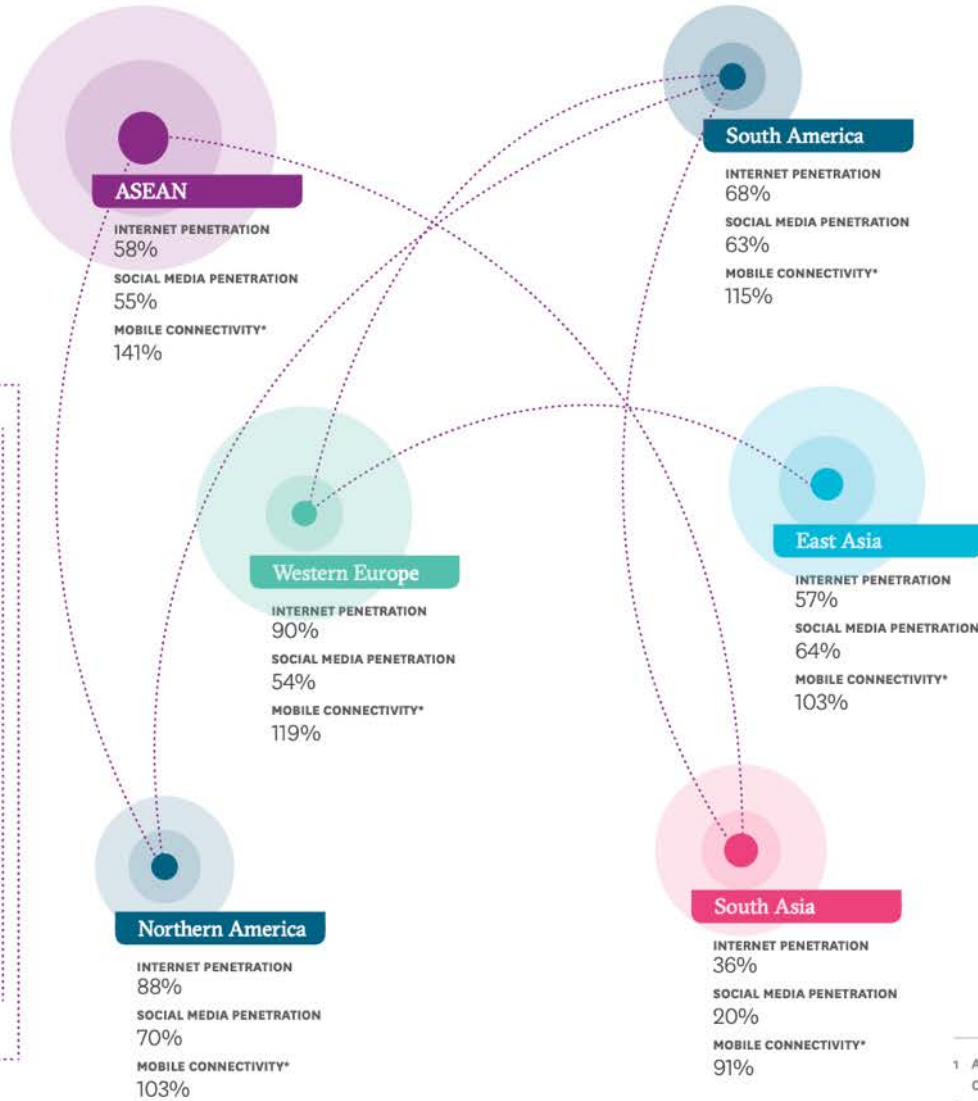 ASEAN
INTERNET PENETRATION
58%
SOCIAL MEDIA PENETRATION
55%
MOBILE CONNECTIVITY*
141%
South America
INTERNET PENETRATION
68%
SOCIAL MEDIA PENETRATION
63%
MOBILE CONNECTIVITY*
115%
Western Europe
INTERNET PENETRATION
90%
SOCIAL MEDIA PENETRATION
54%
MOBILE CONNECTIVITY*
119%
East Asia
INTERNET PENETRATION
57%
SOCIAL MEDIA PENETRATION
64%
MOBILE CONNECTIVITY*
103%
Northern America
INTERNET PENETRATION
88%
SOCIAL MEDIA PENETRATION
70%
MOBILE CONNECTIVITY*
103%
South Asia
INTERNET PENETRATION
36%
SOCIAL MEDIA PENETRATION
20%
MOBILE CONNECTIVITY*
91%
1